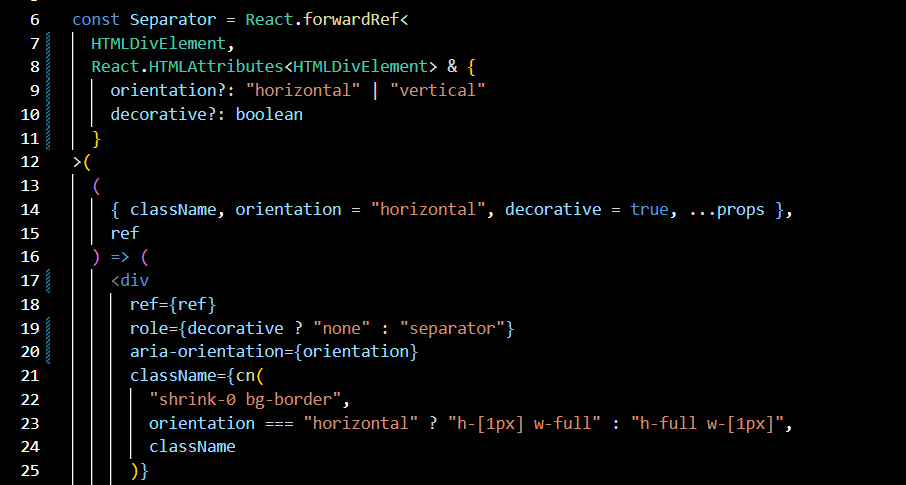 6 const Separator = React.forwardRef<
7   HTMLDivElement,
8   React.HTMLAttributes<HTMLDivElement> & {
9     orientation?: "horizontal" | "vertical"
10     decorative?: boolean
11   }
12 >(
13   (
14     { className, orientation = "horizontal", decorative = true, ...props },
15     ref
16   ) => (
17     <div
18       ref={ref}
19       role={decorative ? "none" : "separator"}
20       aria-orientation={orientation}
21       className={cn(
22         "shrink-0 bg-border",
23         orientation === "horizontal" ? "h-[1px] w-full" : "h-full w-[1px]",
24         className
25       )}